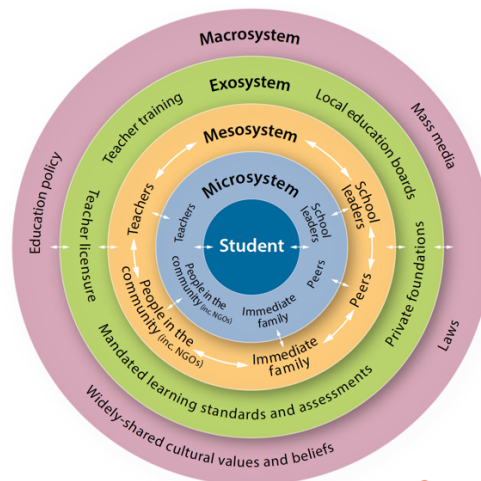 Macrosystem
Mass media
Laws
Widely-shared cultural values and beliefs
Education policy
Exosystem
Local education boards
Private foundations
Mandated learning standards and assessments
Teacher licensure
Teacher training
Mesosystem
School
leaders
Peers
Immediate
family
People in the
community
(inc. NGOs)
Teachers
Microsystem
School
leaders
Peers
Immediate
family
People in the
community (inc. NGOs)
Teachers
Student